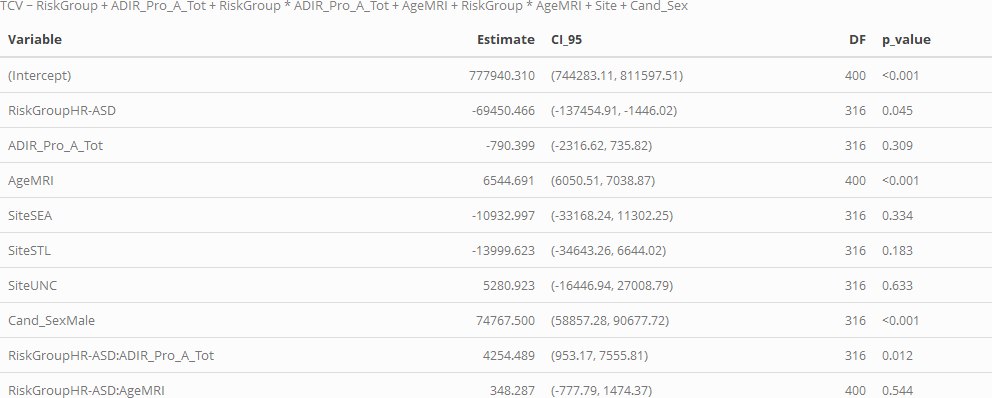 TCV ~ RiskGroup + ADIR_Pro_A_Tot + RiskGroup * ADIR_Pro_A_Tot + AgeMRI + RiskGroup * AgeMRI + Site + Cand_Sex
Variable Estimate CI_95 DF p_value
(Intercept) 777940.310 (744283.11, 811597.51) 400 <0.001
RiskGroupHR-ASD -69450.466 (-137454.91, -1446.02) 316 0.045
ADIR_Pro_A_Tot -790.399 (-2316.62, 735.82) 316 0.309
AgeMRI 6544.691 (6050.51, 7038.87) 400 <0.001
SiteSEA -10932.997 (-33168.24, 11302.25) 316 0.334
SiteSTL -13999.623 (-34643.26, 6644.02) 316 0.183
SiteUNC 5280.923 (-16446.94, 27008.79) 316 0.633
Cand_SexMale 74767.500 (58857.28, 90677.72) 316 <0.001
RiskGroupHR-ASD:ADIR_Pro_A_Tot 4254.489 (953.17, 7555.81) 316 0.012
RiskGroupHR-ASD:AgeMRI 348.287 (-777.79, 1474.37) 400 0.544